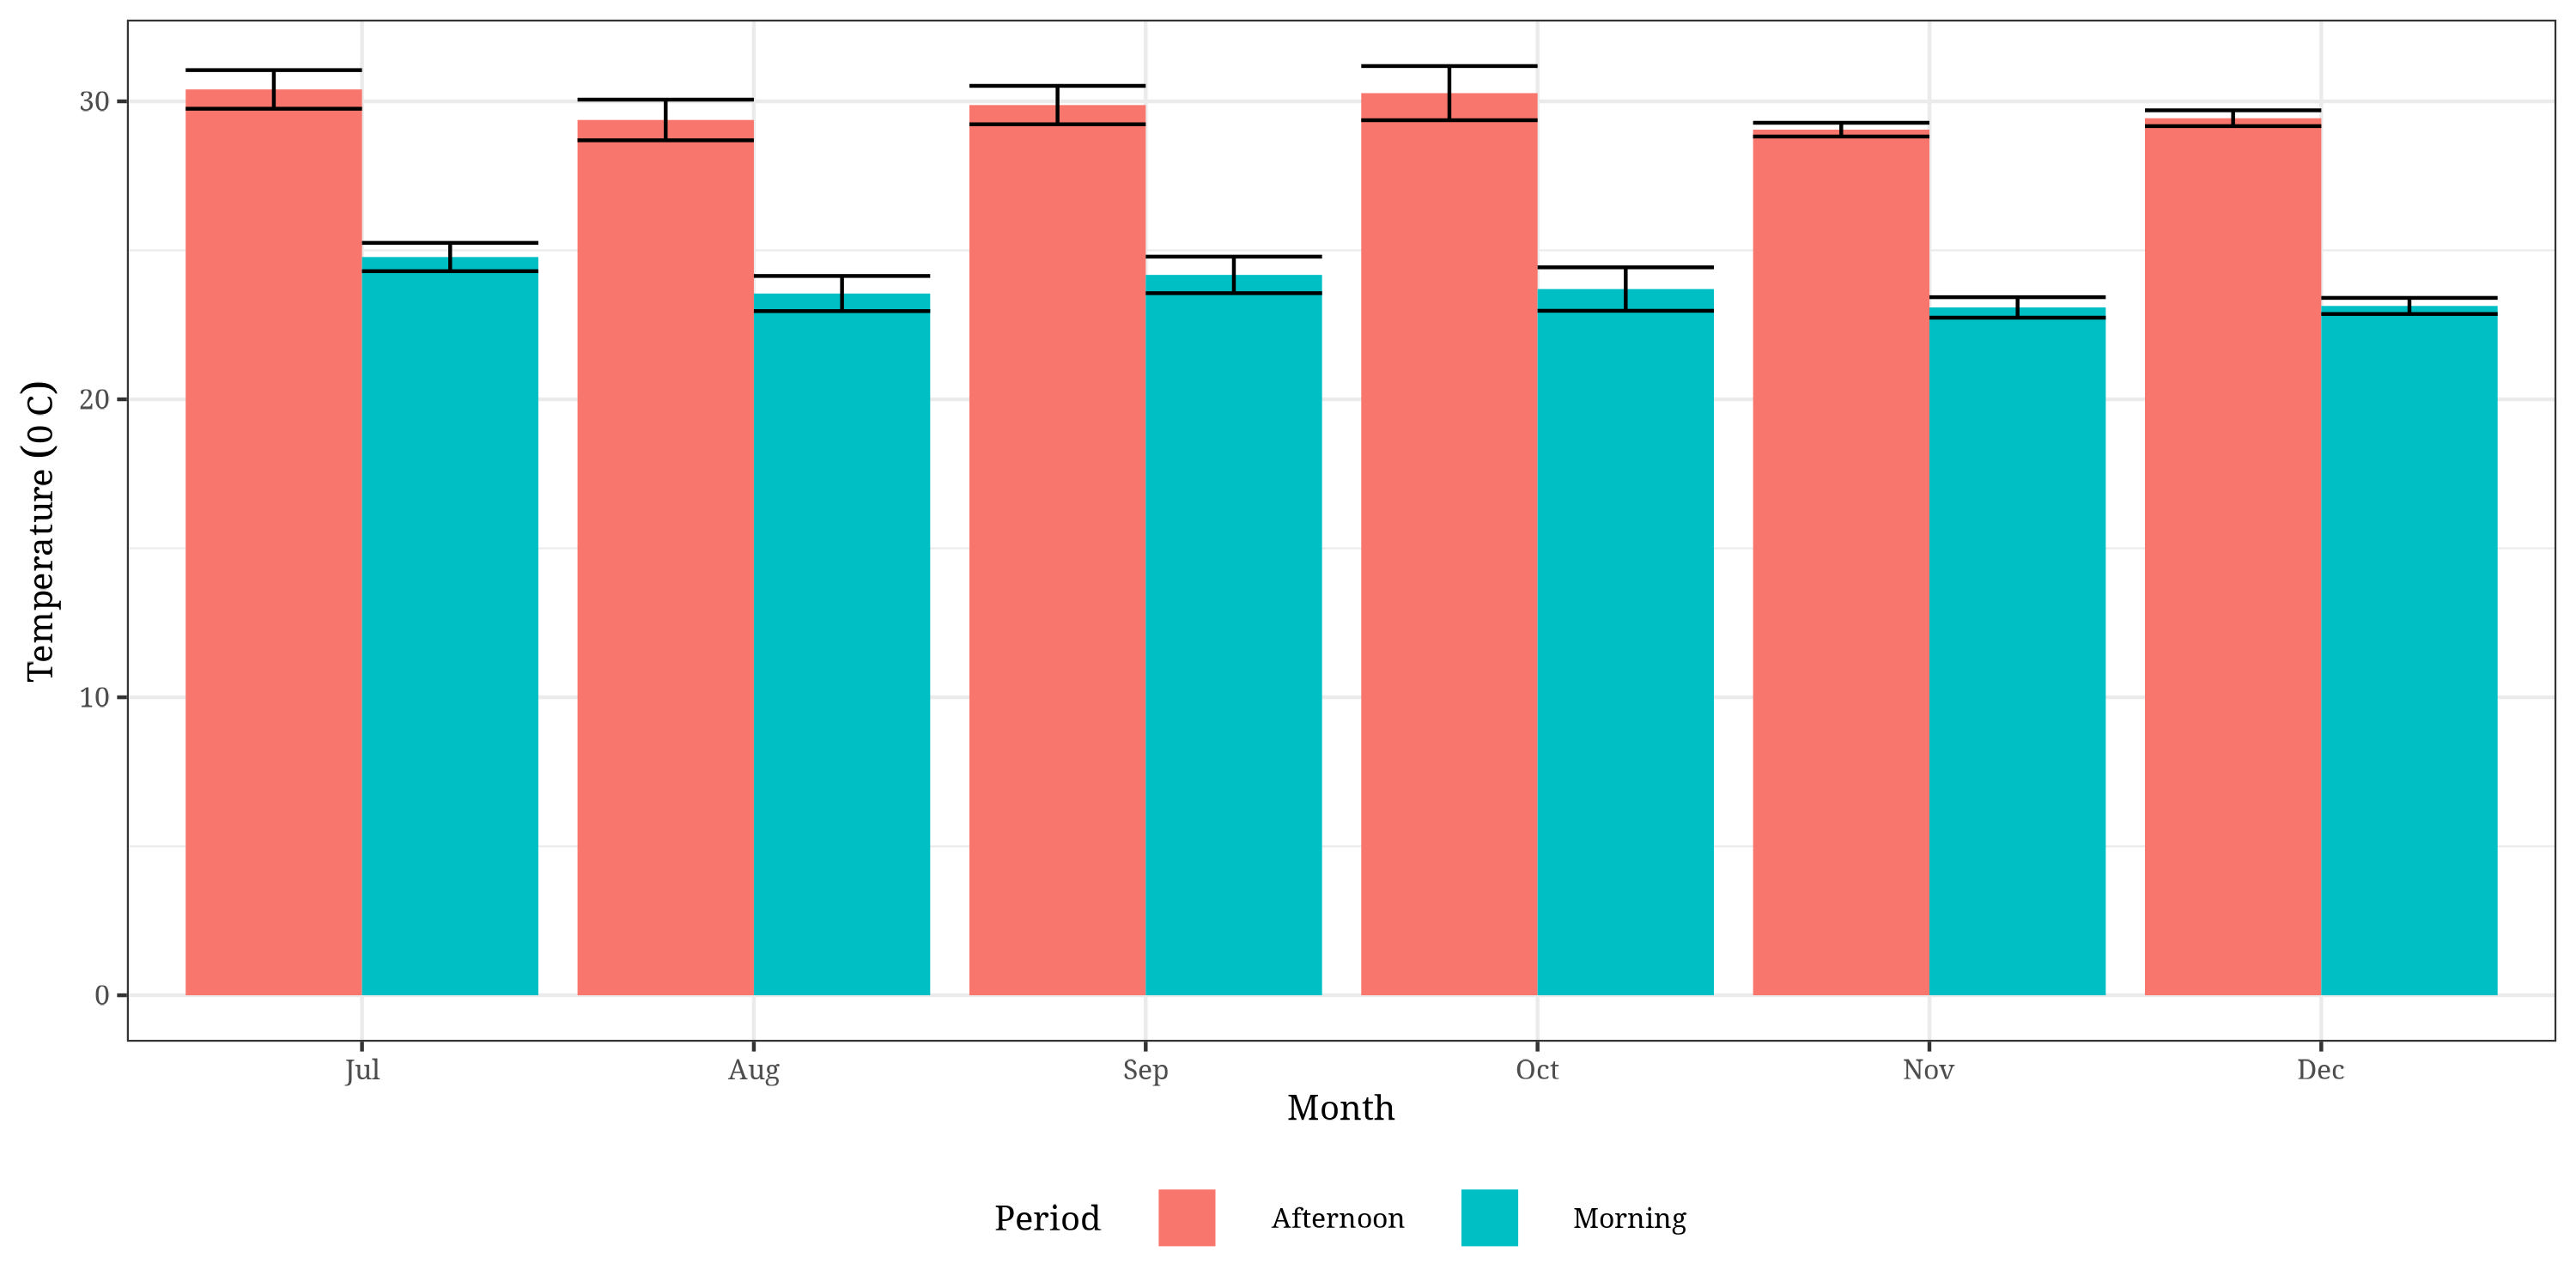 Temperature (0 C)
30
20
10
0
Jul Aug Sep Oct Nov Dec
Month
Period Afternoon Morning